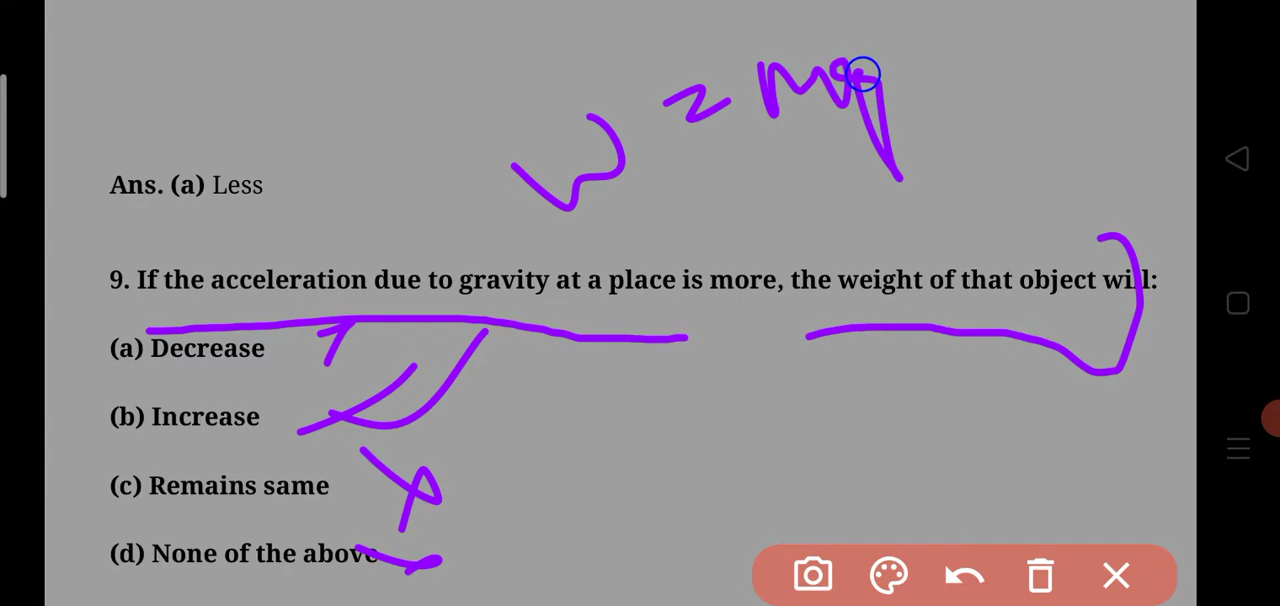 W = Mg
Ans. (a) Less
9. If the acceleration due to gravity at a place is more, the weight of that object will:
(a) Decrease
(b) Increase
(c) Remains same
(d) None of the above